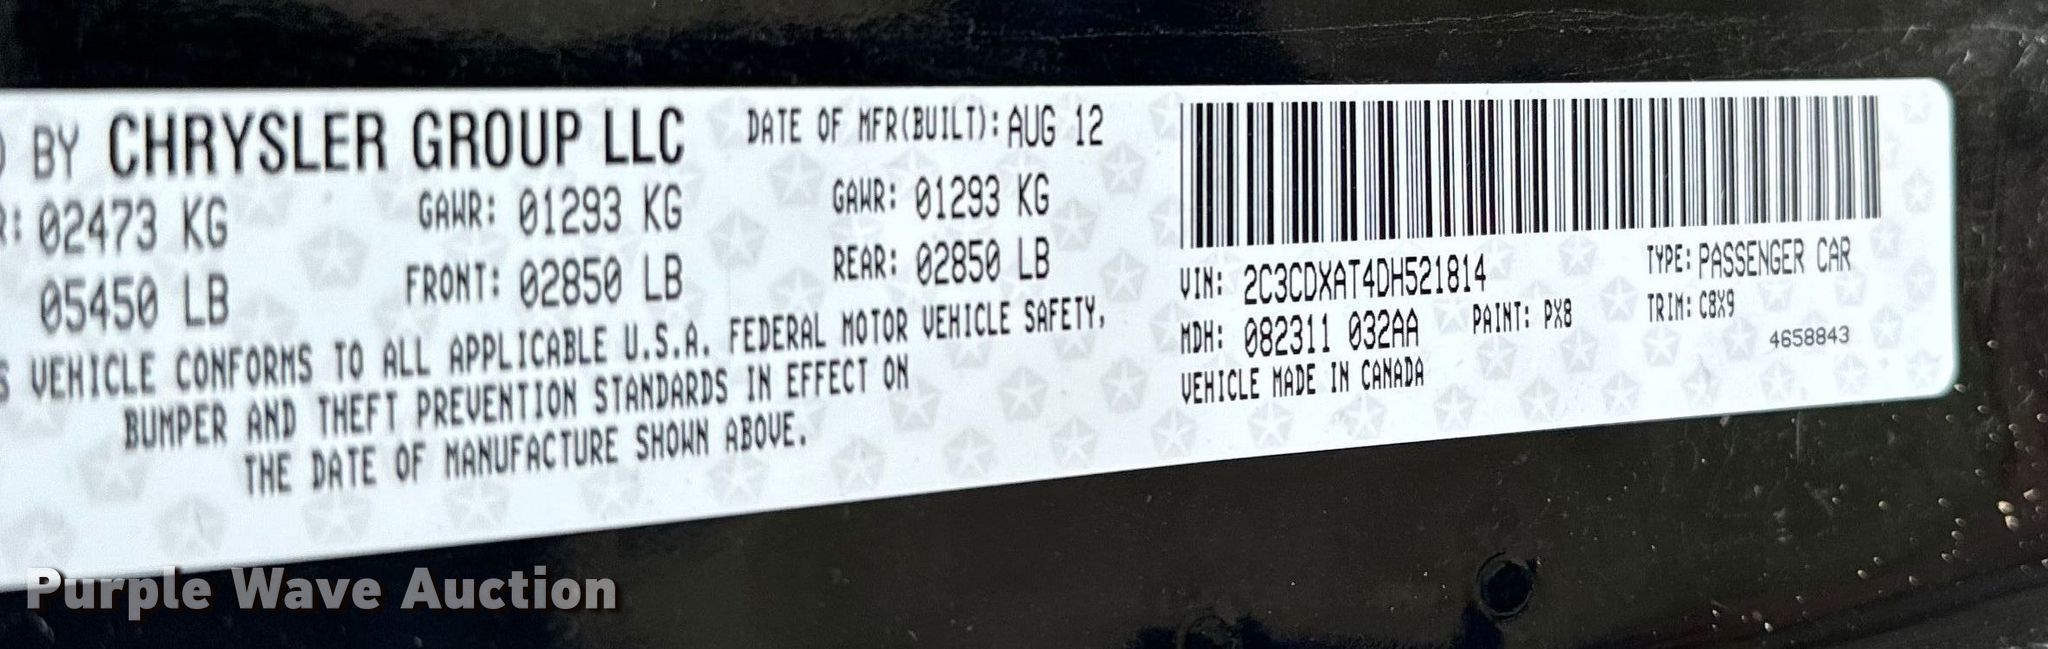 ) BY CHRYSLER GROUP LLC DATE OF MFR(BUILT): AUG 12
R: 02473 KG GAWR: 01293 KG GAWR: 01293 KG
05450 LB FRONT: 02850 LB REAR: 02850 LB
S VEHICLE CONFORMS TO ALL APPLICABLE U.S.A. FEDERAL MOTOR VEHICLE SAFETY,
BUMPER AND THEFT PREVENTION STANDARDS IN EFFECT ON
THE DATE OF MANUFACTURE SHOWN ABOVE.
VIN: 2C3CDXAT4DH521814 TYPE: PASSENGER CAR
MDH: 082311 032AA PAINT: PX8 TRIM: C8X9
VEHICLE MADE IN CANADA 4658843
Purple Wave Auction